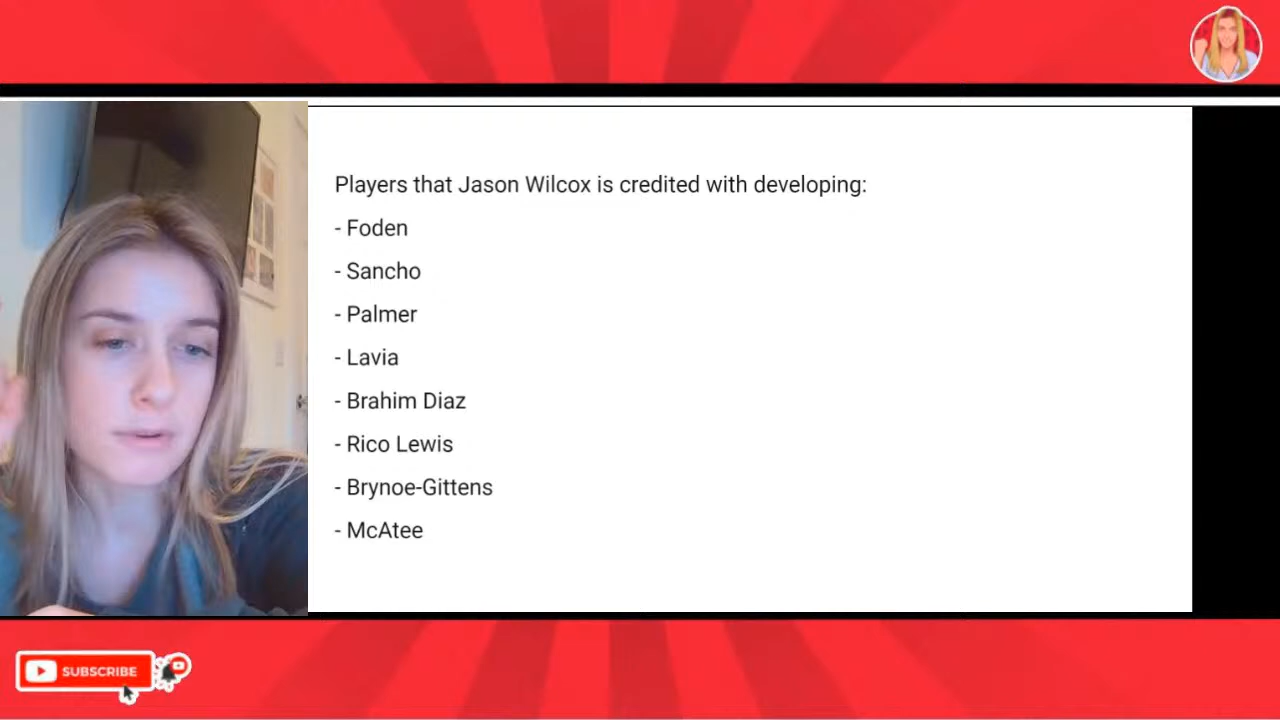 Players that Jason Wilcox is credited with developing:
- Foden
- Sancho
- Palmer
- Lavia
- Brahim Diaz
- Rico Lewis
- Brynoe-Gittens
- McAtee
SUBSCRIBE